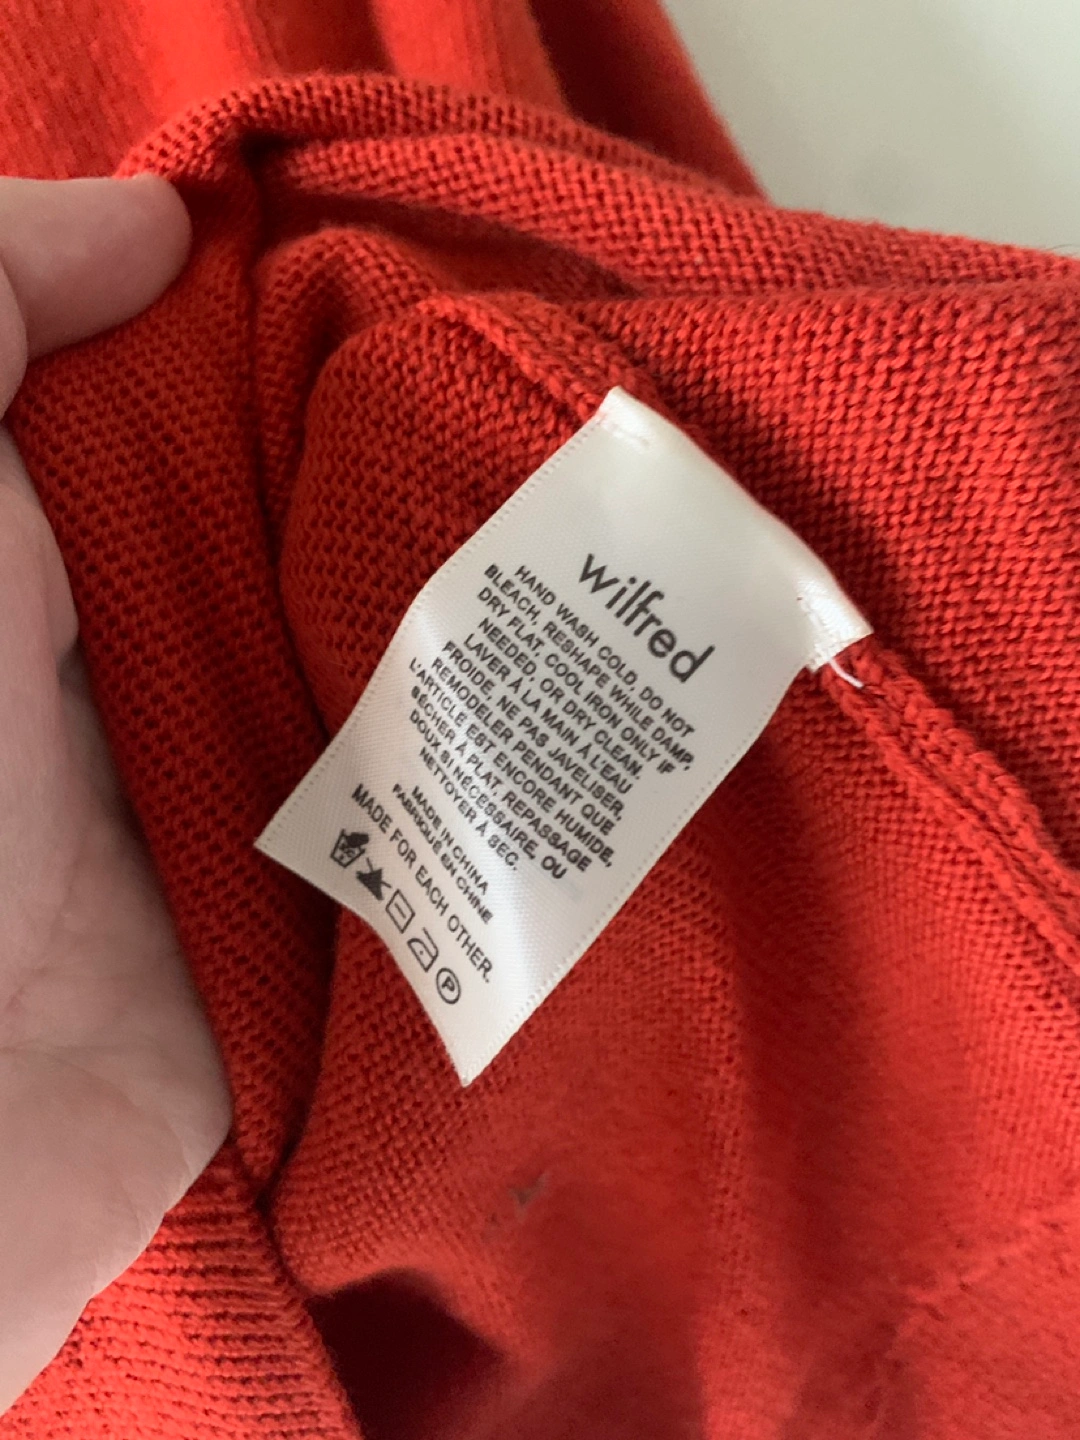 wilfred
HAND WASH COLD, DO NOT
BLEACH, RESHAPE WHILE DAMP,
DRY FLAT, COOL IRON ONLY IF
NEEDED, OR DRY CLEAN.
LAVER À LA MAIN À L'EAU
FROIDE, NE PAS JAVELISER,
REMODELER PENDANT QUE
L'ARTICLE EST ENCORE HUMIDE,
SÉCHER À PLAT, REPASSAGE
DOUX SI NÉCESSAIRE, OU
NETTOYER À SEC.
MADE IN CHINA
FABRIQUÉ EN CHINE
MADE FOR EACH OTHER.
P